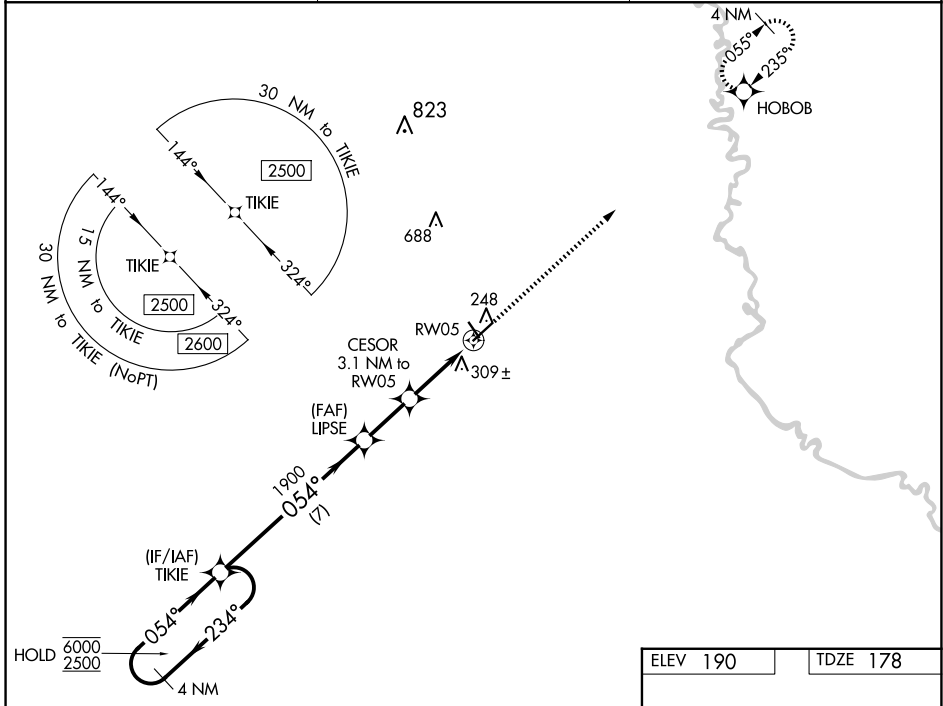 4 NM
055°
235°
HOBOB
30 NM to TIKIE
144°
2500
TIKIE
324°
823
688
144°
TIKIE
15 NM to TIKIE
2500
324°
30 NM to TIKIE (NoPT)
2600
248
RW05
309±
CESOR
3.1 NM to
RW05
(FAF)
LIPSE
1900
054°
(7)
(IF/IAF)
TIKIE
054°
234°
HOLD 6000
2500
4 NM
ELEV 190
TDZE 178